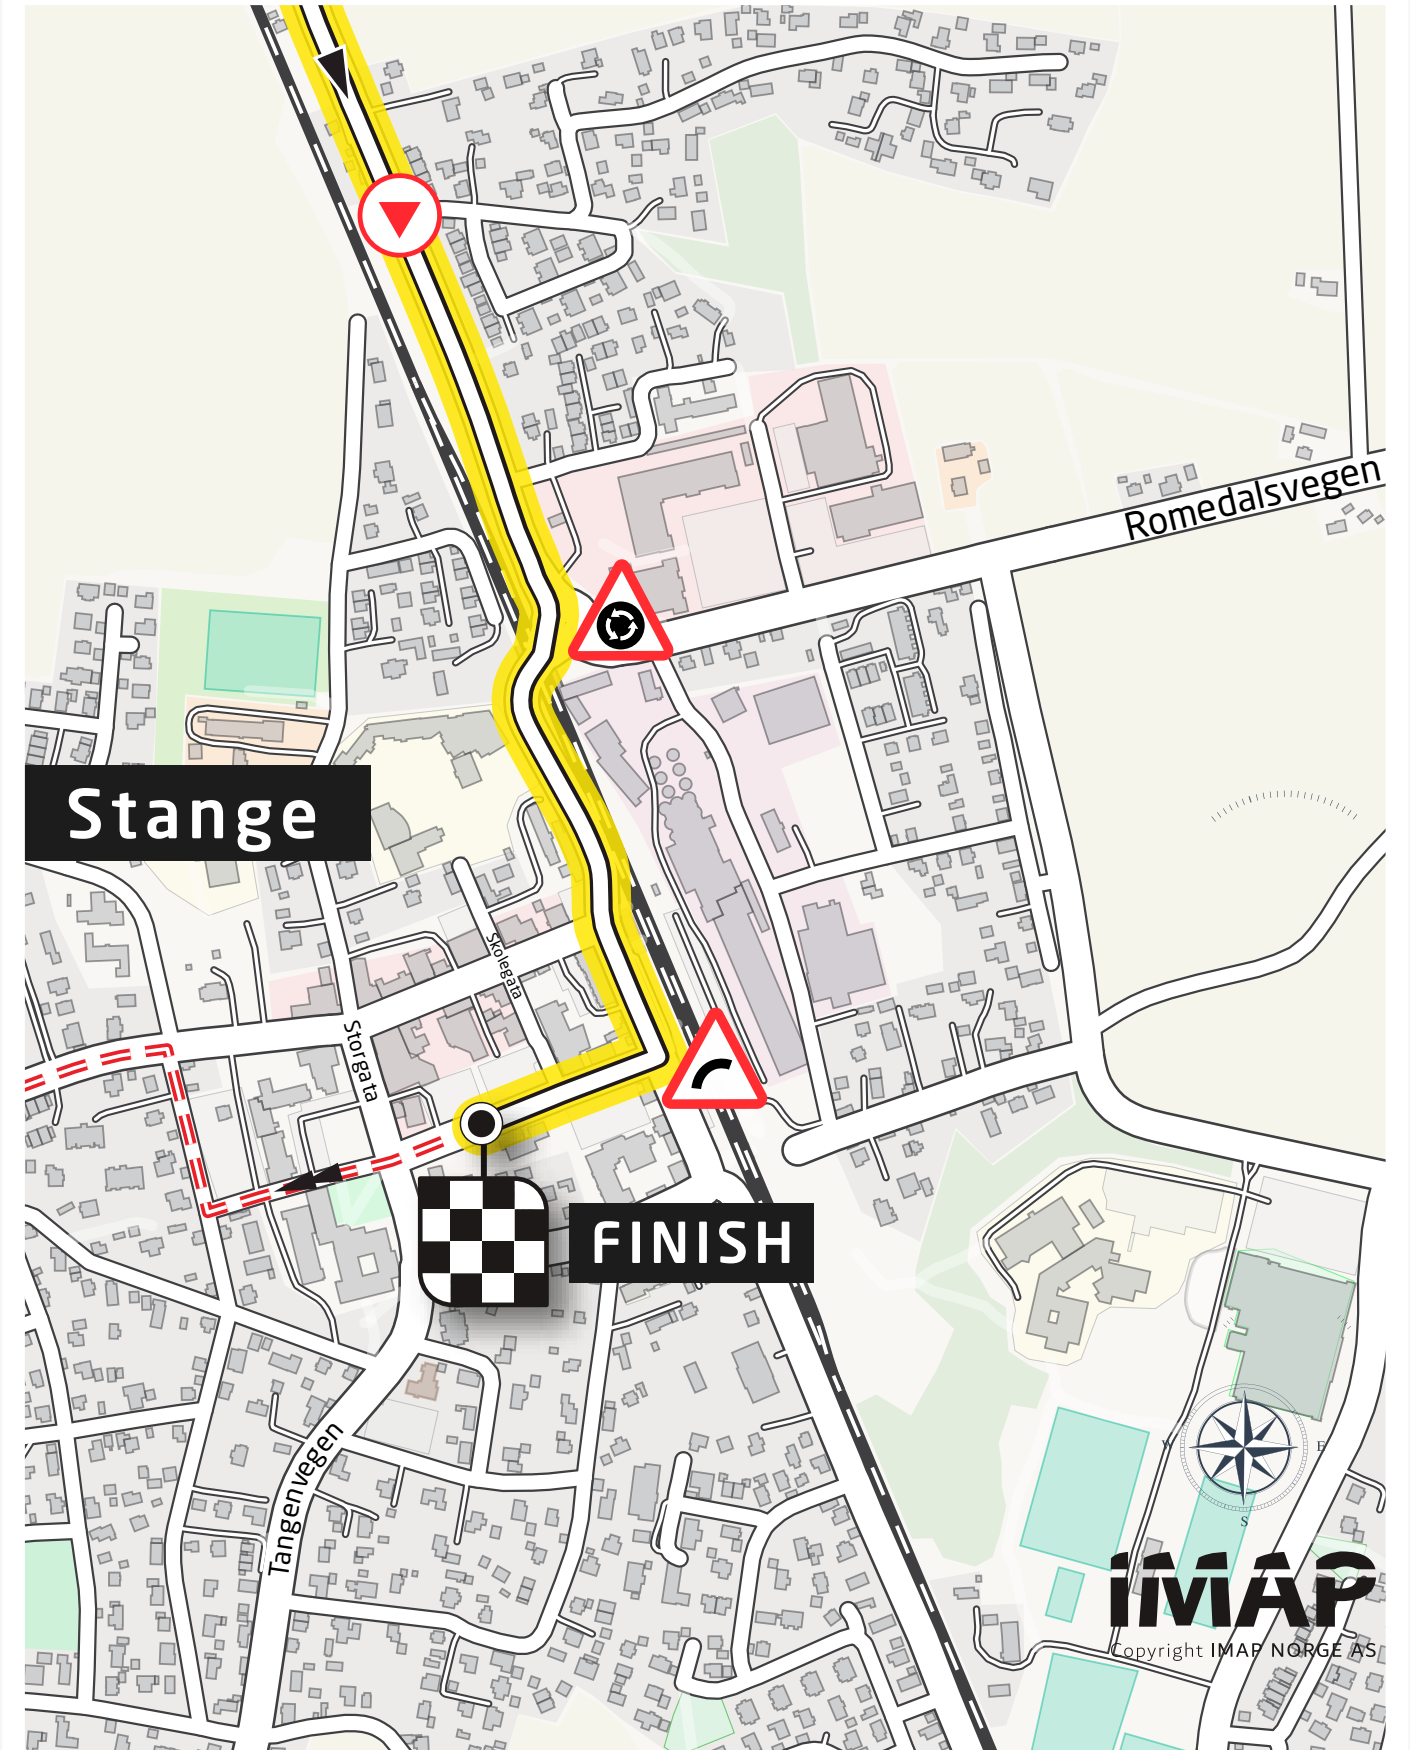 Romedalsvegen
Stange
Skolegata
Storgata
FINISH
Tangenvegen
W
E
S
IMAP
Copyright IMAP NORGE AS